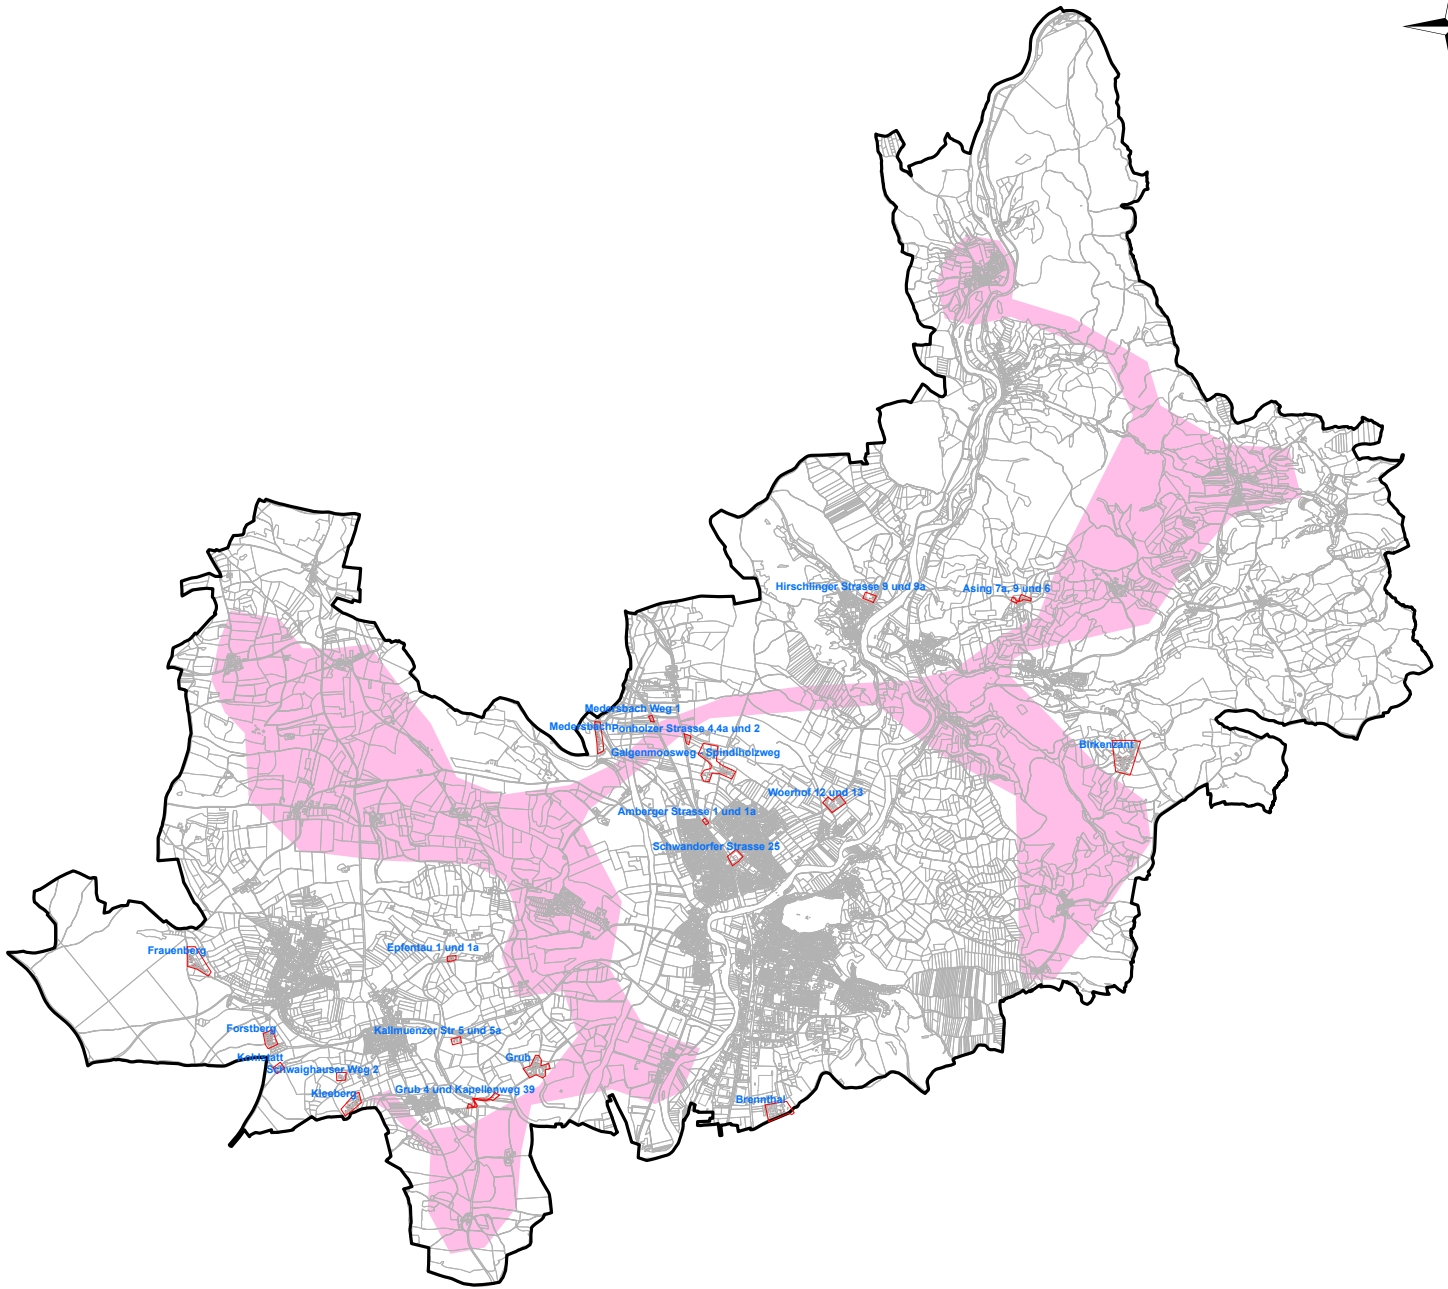 Hirschlinger Strasse 9 und 9a
Asing 7a, 9 und 6
Medersbach Weg 1
Medersbach
Ponholzer Strasse 4,4a und 2
Galgenmoosweg - Spindlholzweg
Birkenzant
Woerhof 12 und 13
Amberger Strasse 1 und 1a
Schwandorfer Strasse 25
Frauenberg
Epfentau 1 und 1a
Forstberg
Kallmuenzer Str 5 und 5a
Kohlstatt
Grub
Schwaighauser Weg 2
Kleeberg
Grub 4 und Kapellenweg 39
Brennthal